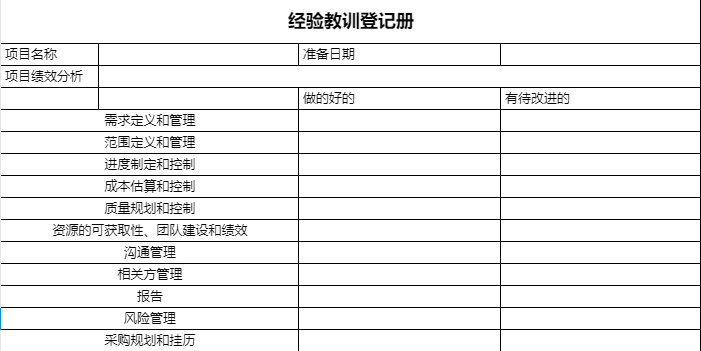 经验教训登记册
项目名称 准备日期
项目绩效分析
做的好的 有待改进的
需求定义和管理
范围定义和管理
进度制定和控制
成本估算和控制
质量规划和控制
资源的可获取性、团队建设和绩效
沟通管理
相关方管理
报告
风险管理
采购规划和挂历